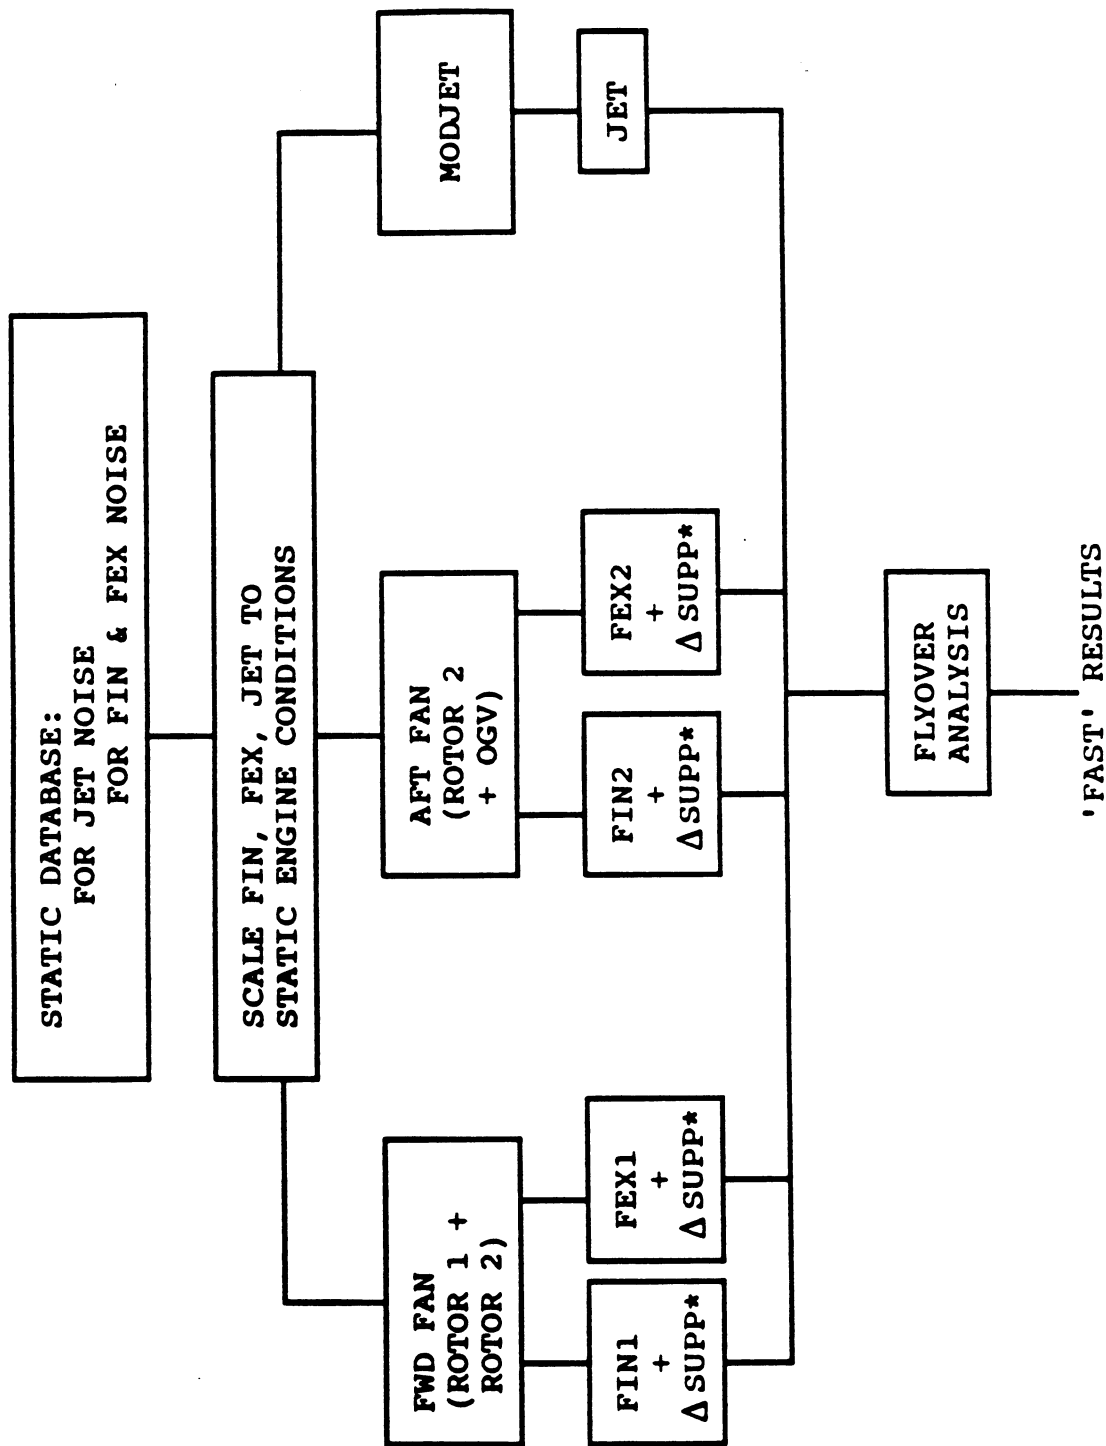 STATIC DATABASE:
FOR JET NOISE
FOR FIN & FEX NOISE
SCALE FIN, FEX, JET TO
STATIC ENGINE CONDITIONS
FWD FAN
(ROTOR 1 +
ROTOR 2)
AFT FAN
(ROTOR 2
+ OGV)
MODJET
FIN1
+
Δ SUPP*
FEX1
+
Δ SUPP*
FIN2
+
Δ SUPP*
FEX2
+
Δ SUPP*
JET
FLYOVER
ANALYSIS
'FAST' RESULTS